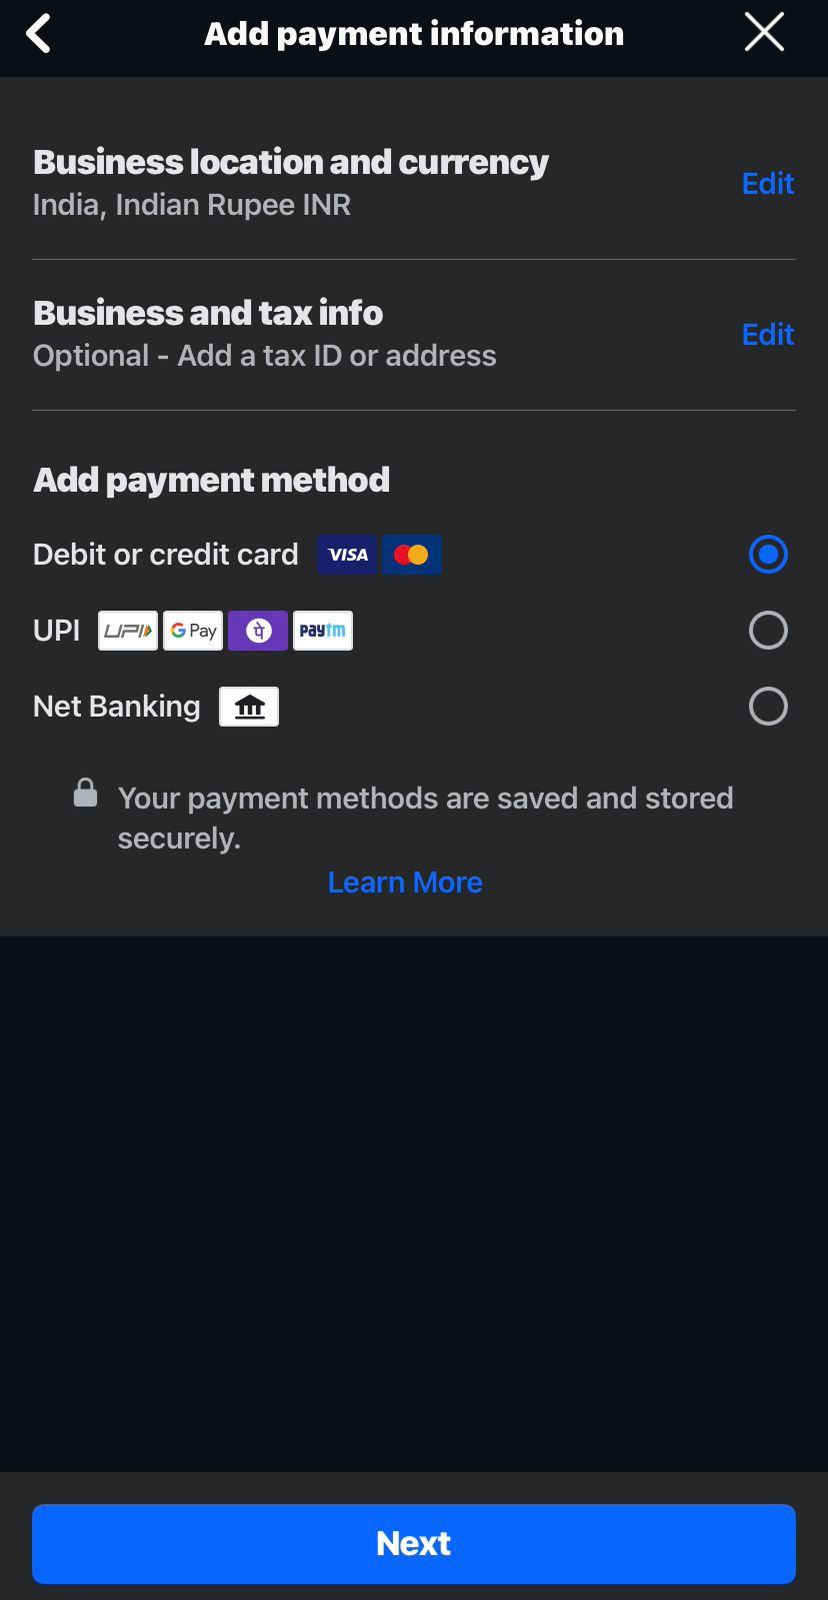 Add payment information
Business location and currency
India, Indian Rupee INR
Edit
Business and tax info
Optional - Add a tax ID or address
Edit
Add payment method
Debit or credit card VISA
UPI UPI G Pay पे paytm
Net Banking
Your payment methods are saved and stored
securely.
Learn More
Next